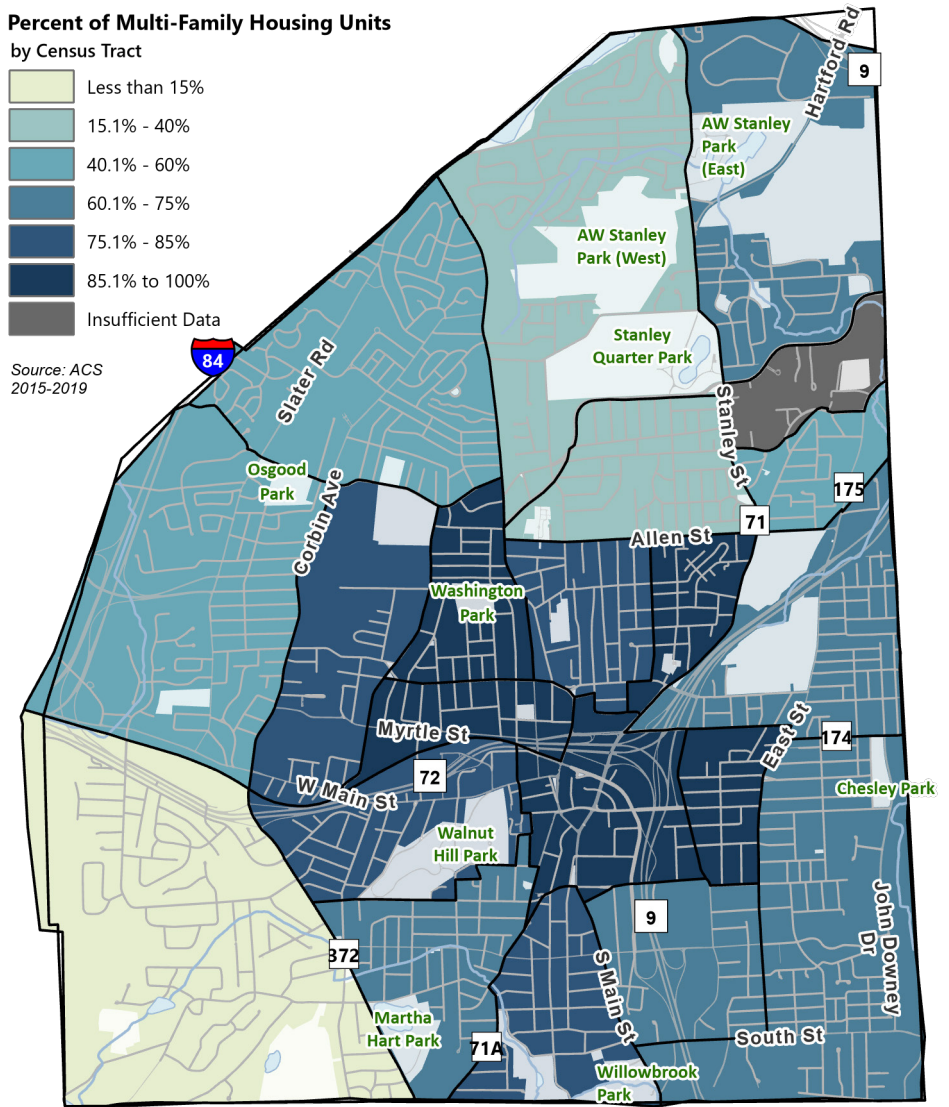 Percent of Multi-Family Housing Units
by Census Tract
Less than 15%
15.1% - 40%
40.1% - 60%
60.1% - 75%
75.1% - 85%
85.1% to 100%
Insufficient Data
Source: ACS
2015-2019
84
Hartford Rd
9
AW Stanley
Park
(East)
AW Stanley
Park (West)
Stanley
Quarter Park
Slater Rd
Stanley St
Osgood
Park
Corbin Ave
175
71
Allen St
Washington
Park
Myrtle St
East St
174
72
W Main St
Chesley Park
Walnut
Hill Park
9
John Downey
Dr
372
S Main St
Martha
Hart Park
71A
South St
Willowbrook
Park